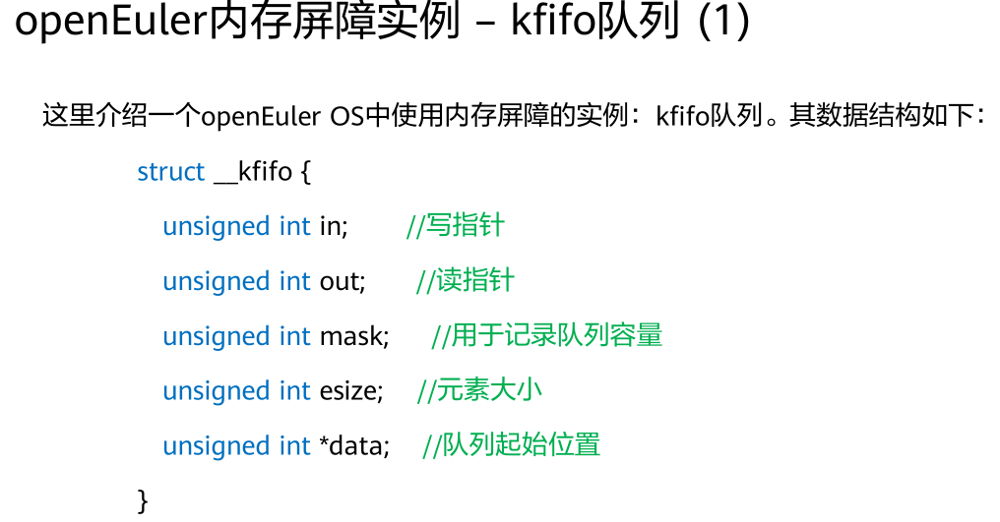 openEuler内存屏障实例 – kfifo队列 (1)
这里介绍一个openEuler OS中使用内存屏障的实例：kfifo队列。其数据结构如下：
struct __kfifo {
unsigned int in; //写指针
unsigned int out; //读指针
unsigned int mask; //用于记录队列容量
unsigned int esize; //元素大小
unsigned int *data; //队列起始位置
}